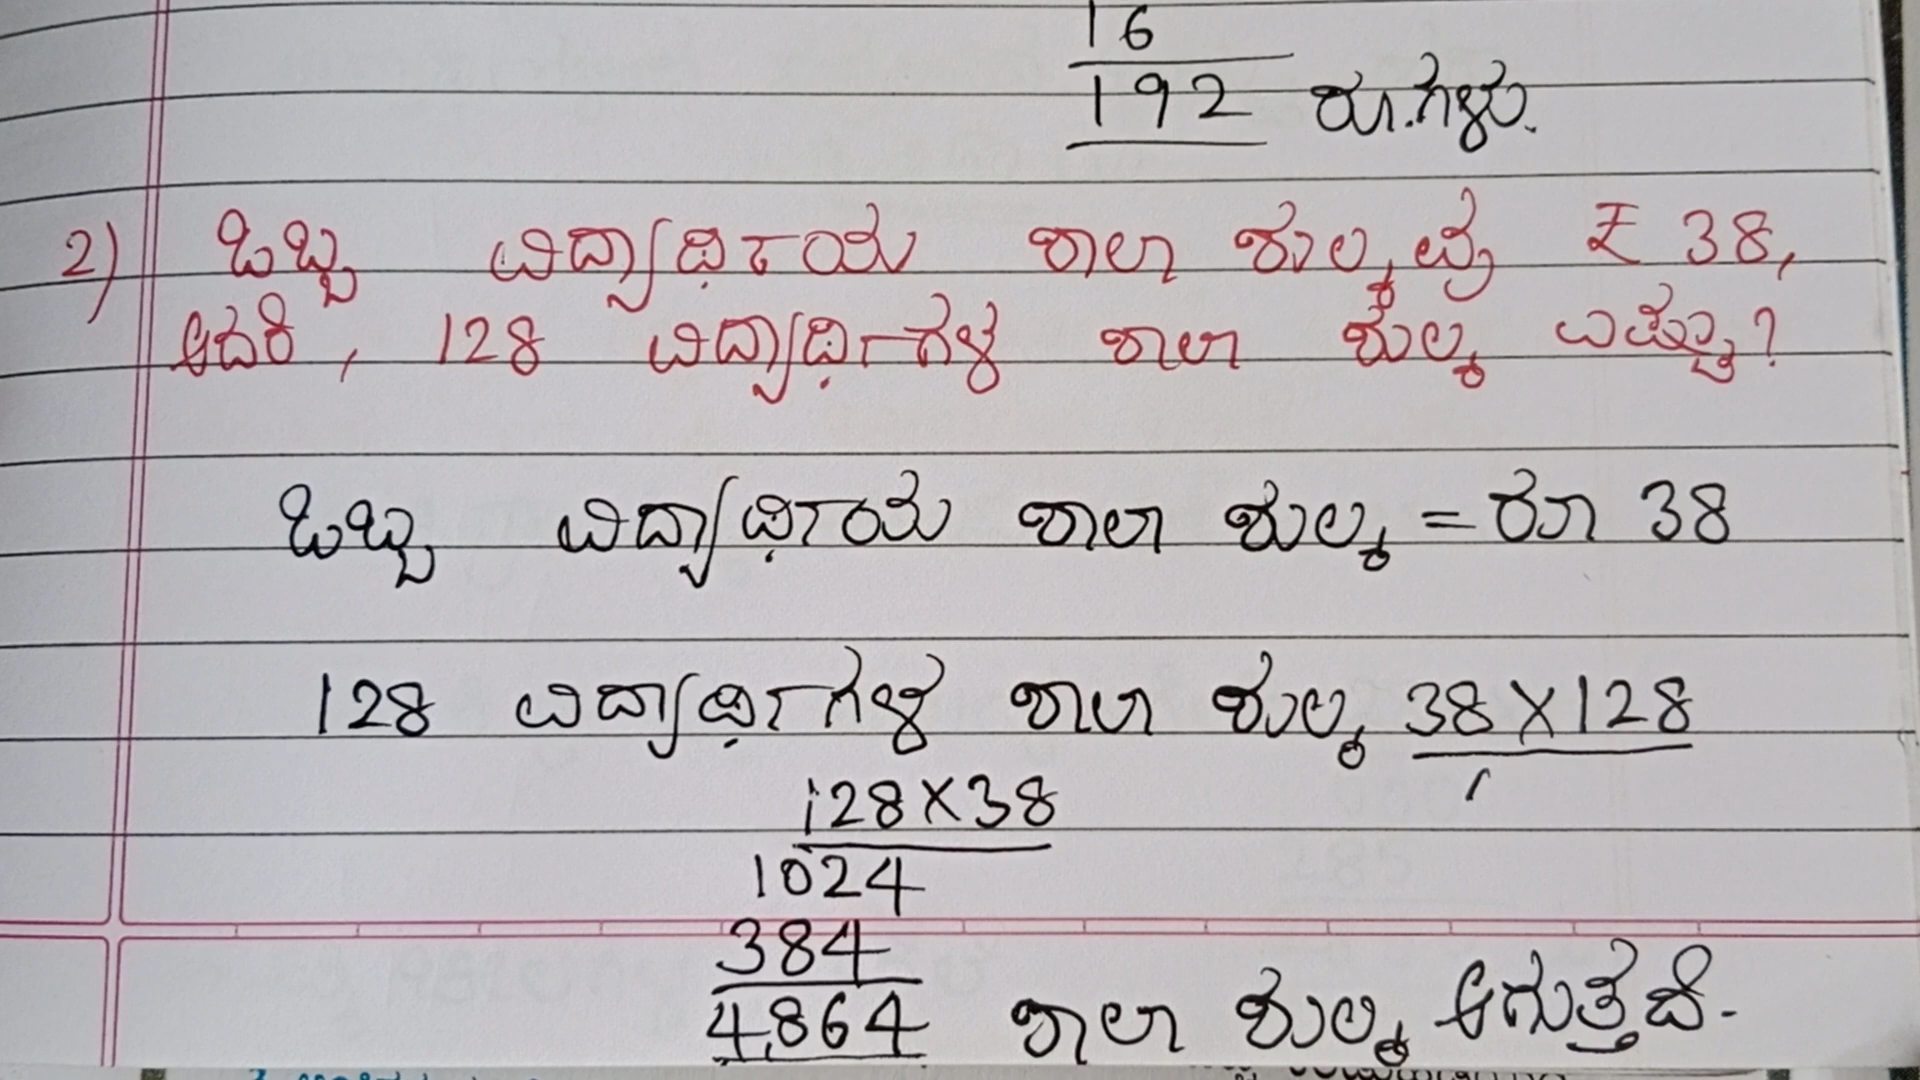 16
192 ರೂ.ಗಳು.
2) ಒಬ್ಬ ವಿದ್ಯಾರ್ಥಿಯ ಶಾಲಾ ಶುಲ್ಕವು ₹ 38,
ಆದರೆ, 128 ವಿದ್ಯಾರ್ಥಿಗಳ ಶಾಲಾ ಶುಲ್ಕ ಎಷ್ಟು?
ಒಬ್ಬ ವಿದ್ಯಾರ್ಥಿಯ ಶಾಲಾ ಶುಲ್ಕ = ರೂ 38
128 ವಿದ್ಯಾರ್ಥಿಗಳ ಶಾಲಾ ಶುಲ್ಕ 38 X 128
128 X 38
1024
384
4,864 ಶಾಲಾ ಶುಲ್ಕ ಆಗುತ್ತದೆ.